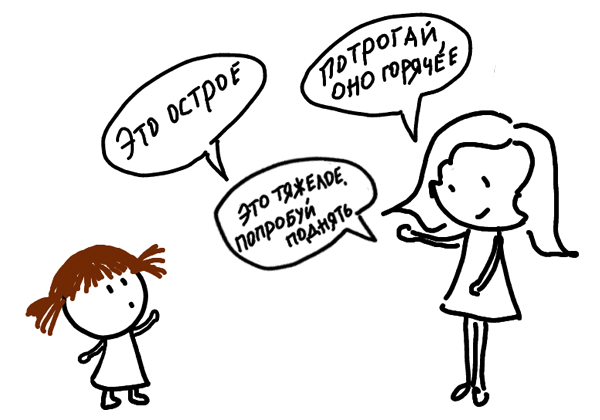 ЭТО ОСТРОЕ
ПОТРОГАЙ,
ОНО ГОРЯЧЕЕ
ЭТО ТЯЖЕЛОЕ.
ПОПРОБУЙ
ПОДНЯТЬ